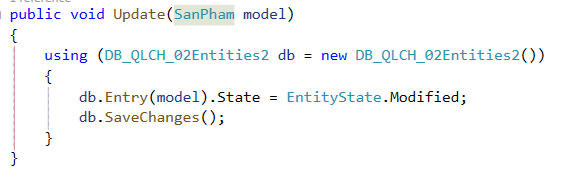 public void Update(SanPham model)
{
using (DB_QLCH_02Entities2 db = new DB_QLCH_02Entities2())
{
db.Entry(model).State = EntityState.Modified;
db.SaveChanges();
}
}